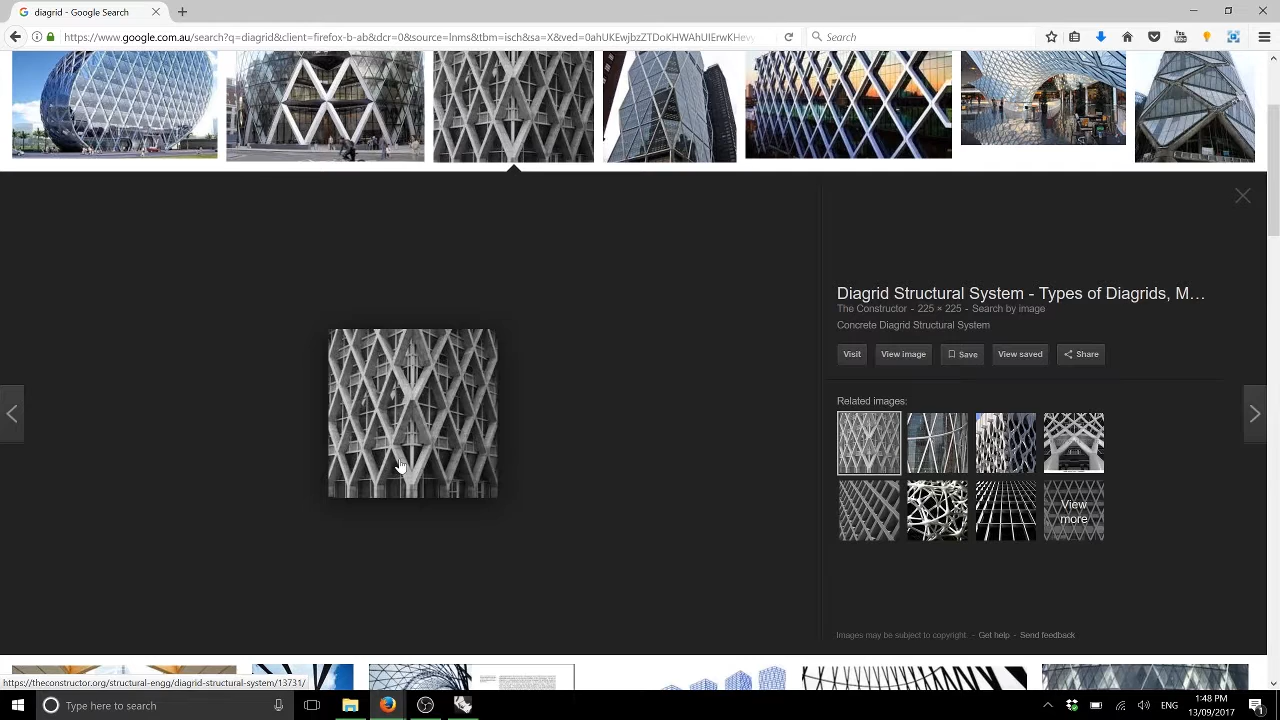 diagrid - Google Search
https://www.google.com.au/search?q=diagrid&client=firefox-b-ab&dcr=0&source=lnms&tbm=isch&sa=X&ved=0ahUKEwjbzZTDoKHWAhUIErwKHevy
Search
Diagrid Structural System - Types of Diagrids, M...
The Constructor - 225 × 225 - Search by image
Concrete Diagrid Structural System
Visit
View image
Save
View saved
Share
Related images:
View
more
Images may be subject to copyright. - Get help - Send feedback
https://theconstructor.org/structural-engg/diagrid-structural-system/13731/
Type here to search
ENG
1:48 PM
13/09/2017
1